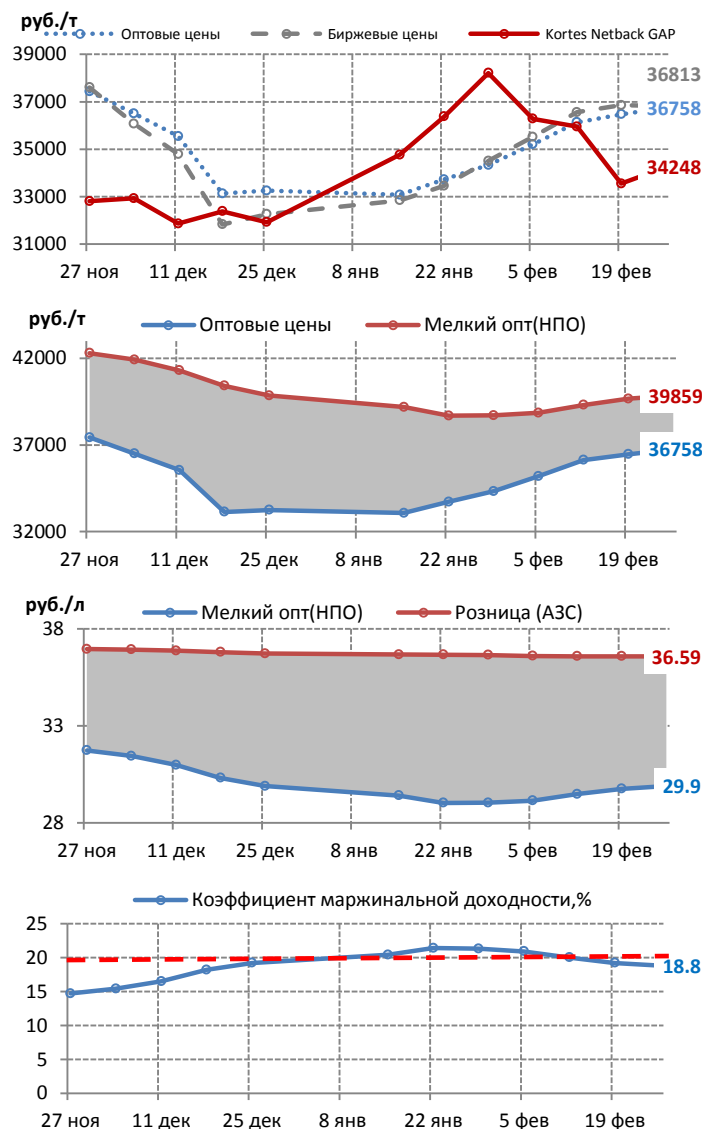 руб./т
Оптовые цены Биржевые цены Kortes Netback GAP
39000
37000
35000
33000
31000
36813
36758
34248
27 ноя 11 дек 25 дек 8 янв 22 янв 5 фев 19 фев
руб./т
Оптовые цены Мелкий опт(НПО)
42000
37000
32000
39859
36758
27 ноя 11 дек 25 дек 8 янв 22 янв 5 фев 19 фев
руб./л
Мелкий опт(НПО) Розница (АЗС)
38
33
28
36.59
29.9
27 ноя 11 дек 25 дек 8 янв 22 янв 5 фев 19 фев
Коэффициент маржинальной доходности,%
25
20
15
10
5
0
18.8
27 ноя 11 дек 25 дек 8 янв 22 янв 5 фев 19 фев